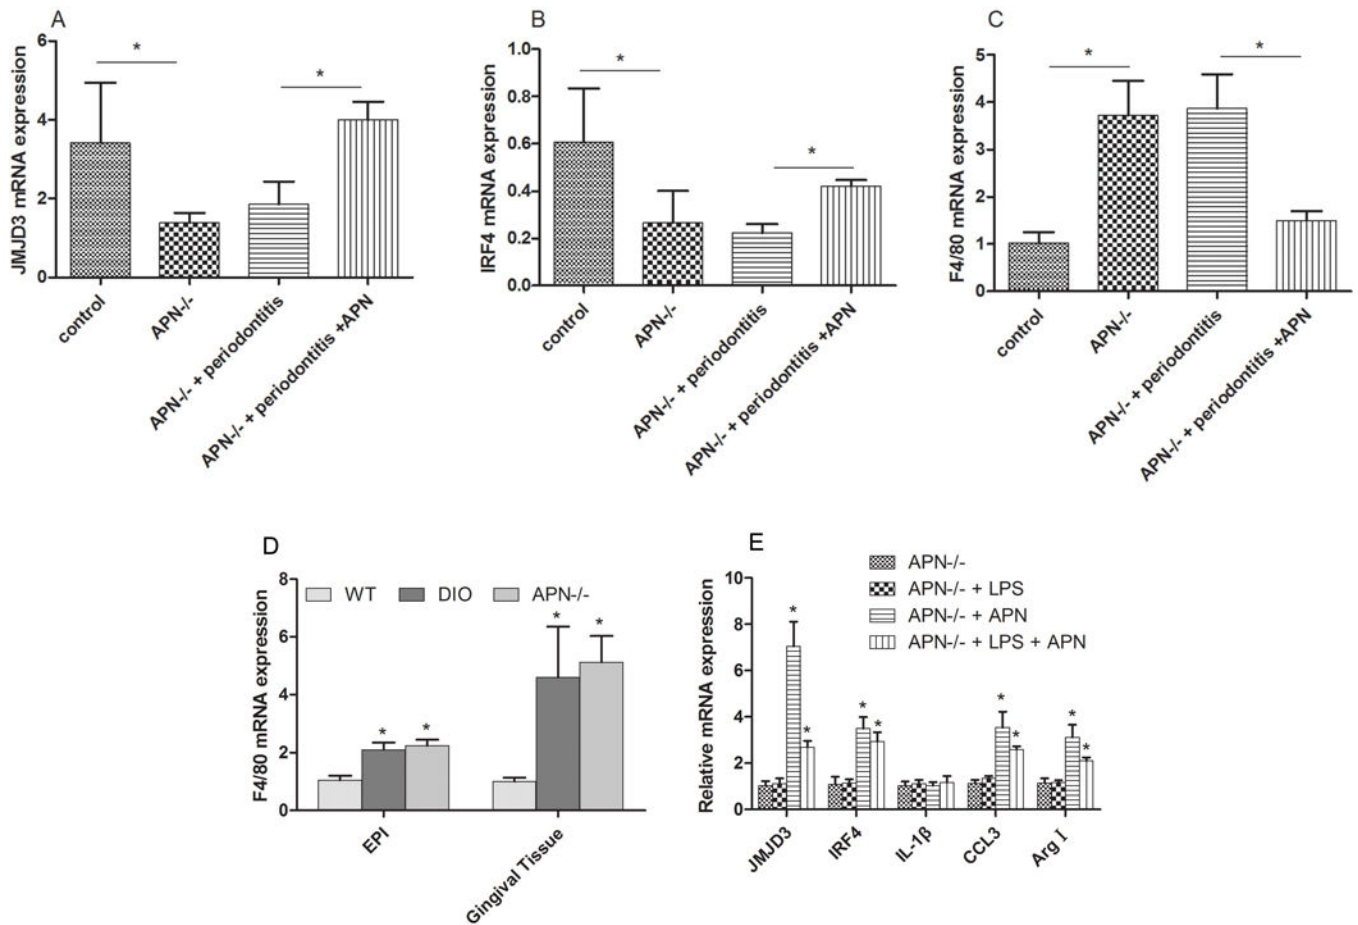 A
JMJD3 mRNA expression
6
4
2
0
*
*
control
APN-/-
APN-/- + periodontitis
APN-/- + periodontitis +APN
B
IRF4 mRNA expression
1.0
0.8
0.6
0.4
0.2
0.0
*
*
control
APN-/-
APN-/- + periodontitis
APN-/- + periodontitis +APN
C
F4/80 mRNA expression
5
4
3
2
1
0
*
*
control
APN-/-
APN-/- + periodontitis
APN-/- + periodontitis +APN
D
F4/80 mRNA expression
8
6
4
2
0
WT DIO APN-/-
* *
* *
EPI
Gingival Tissue
E
Relative mRNA expression
10
8
6
4
2
0
APN-/-
APN-/- + LPS
APN-/- + APN
APN-/- + LPS + APN
* *
* *
* *
* *
JMJD3
IRF4
IL-1β
CCL3
Arg I